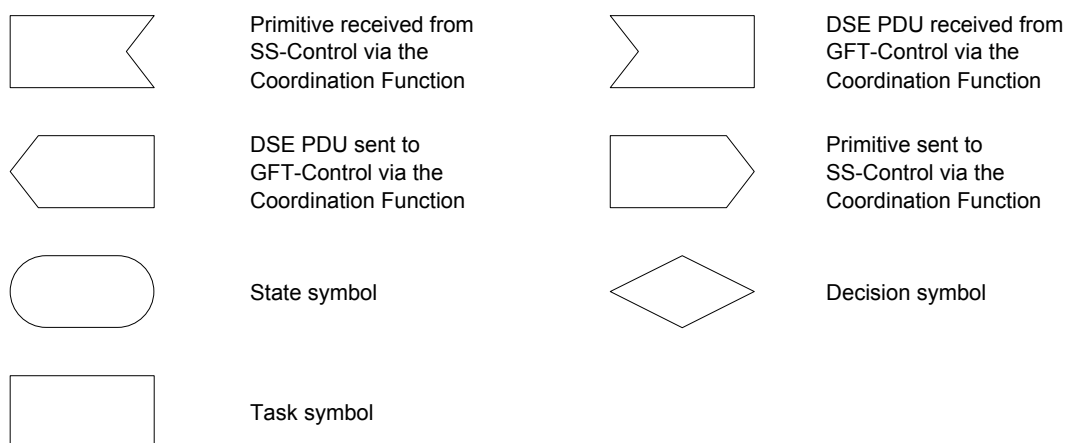 Primitive received from
SS-Control via the
Coordination Function
DSE PDU received from
GFT-Control via the
Coordination Function
DSE PDU sent to
GFT-Control via the
Coordination Function
Primitive sent to
SS-Control via the
Coordination Function
State symbol
Decision symbol
Task symbol